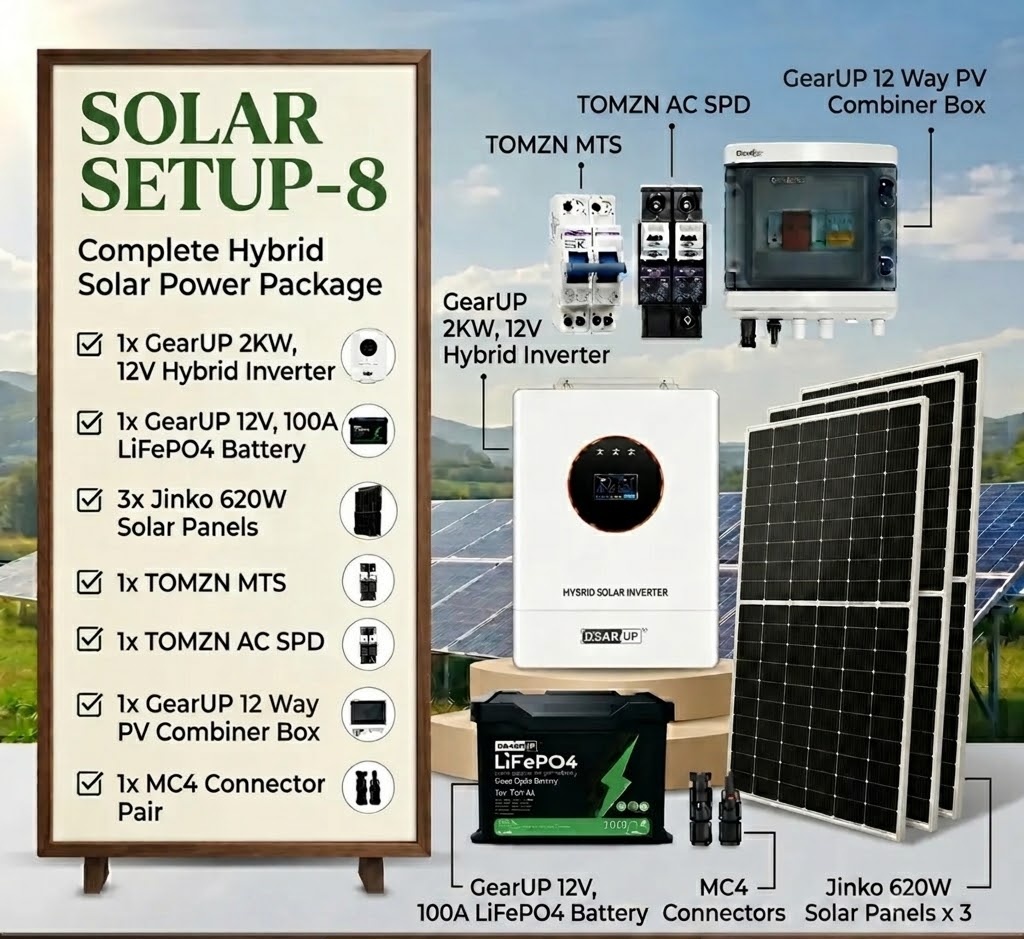 SOLAR
SETUP-8
Complete Hybrid
Solar Power Package
1x GearUP 2KW,
12V Hybrid Inverter
1x GearUP 12V, 100A
LiFePO4 Battery
3x Jinko 620W
Solar Panels
1x TOMZN MTS
1x TOMZN AC SPD
1x GearUP 12 Way
PV Combiner Box
1x MC4 Connector
Pair
GearUP 12 Way PV
Combiner Box
TOMZN AC SPD
TOMZN MTS
GearUP
2KW, 12V
Hybrid Inverter
HYSRID SOLAR INVERTER
DSAR UP
LiFePO4
GearUP 12V,
100A LiFePO4 Battery
MC4
Connectors
Jinko 620W
Solar Panels x 3